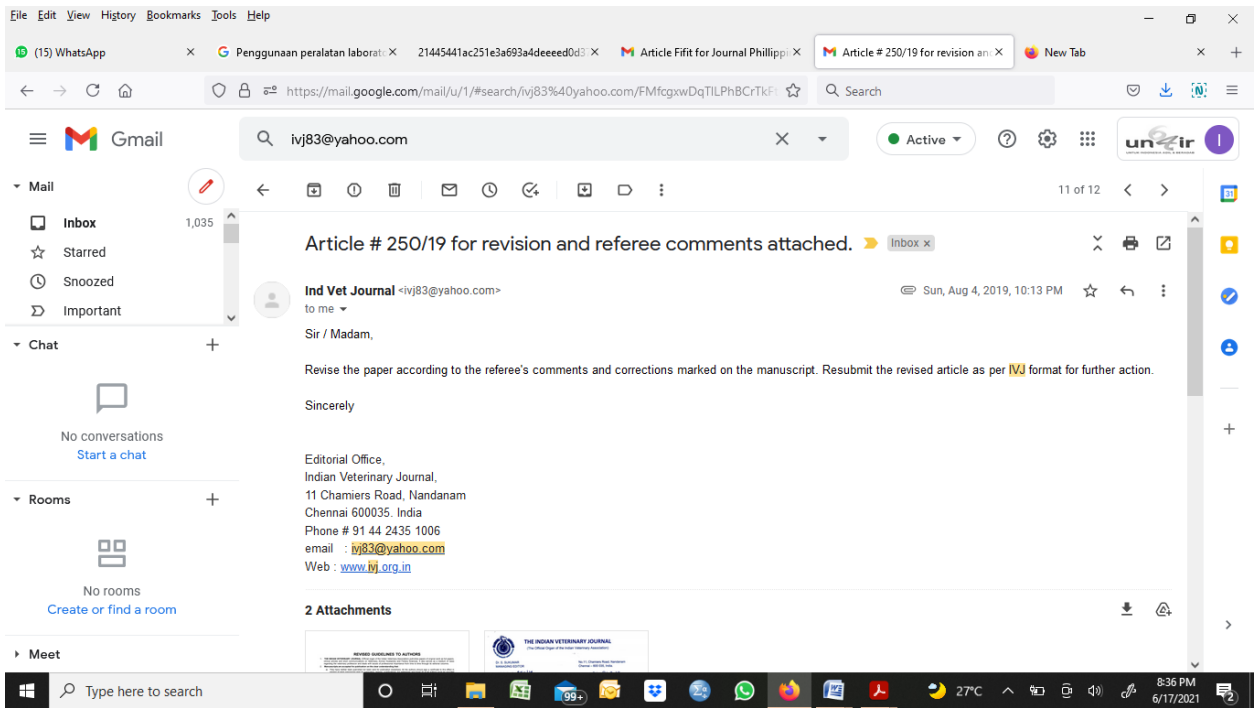 File Edit View History Bookmarks Tools Help
(15) WhatsApp
Penggunaan peralatan laborato
21445441ac251e3a693a4deeeed0d3
Article Fifit for Journal Phillippi
Article # 250/19 for revision an
New Tab
https://mail.google.com/mail/u/1/#search/ivj83%40yahoo.com/FMfcgxwDqTlLPhBCrTkF
Search
Gmail
ivj83@yahoo.com
Active
Mail
11 of 12
Inbox 1,035
Starred
Snoozed
Important
Chat
No conversations
Start a chat
Rooms
No rooms
Create or find a room
Meet
Article # 250/19 for revision and referee comments attached.
Inbox x
Ind Vet Journal <ivj83@yahoo.com>
Sun, Aug 4, 2019, 10:13 PM
to me
Sir / Madam,
Revise the paper according to the referee's comments and corrections marked on the manuscript. Resubmit the revised article as per IVJ format for further action.
Sincerely
Editorial Office,
Indian Veterinary Journal,
11 Chamiers Road, Nandanam
Chennai 600035. India
Phone # 91 44 2435 1006
email : ivj83@yahoo.com
Web : www.ivj.org.in
2 Attachments
REVISED GUIDELINES TO AUTHORS
THE INDIAN VETERINARY JOURNAL
31
I
Type here to search
99+
27°C
8:36 PM
6/17/2021
2